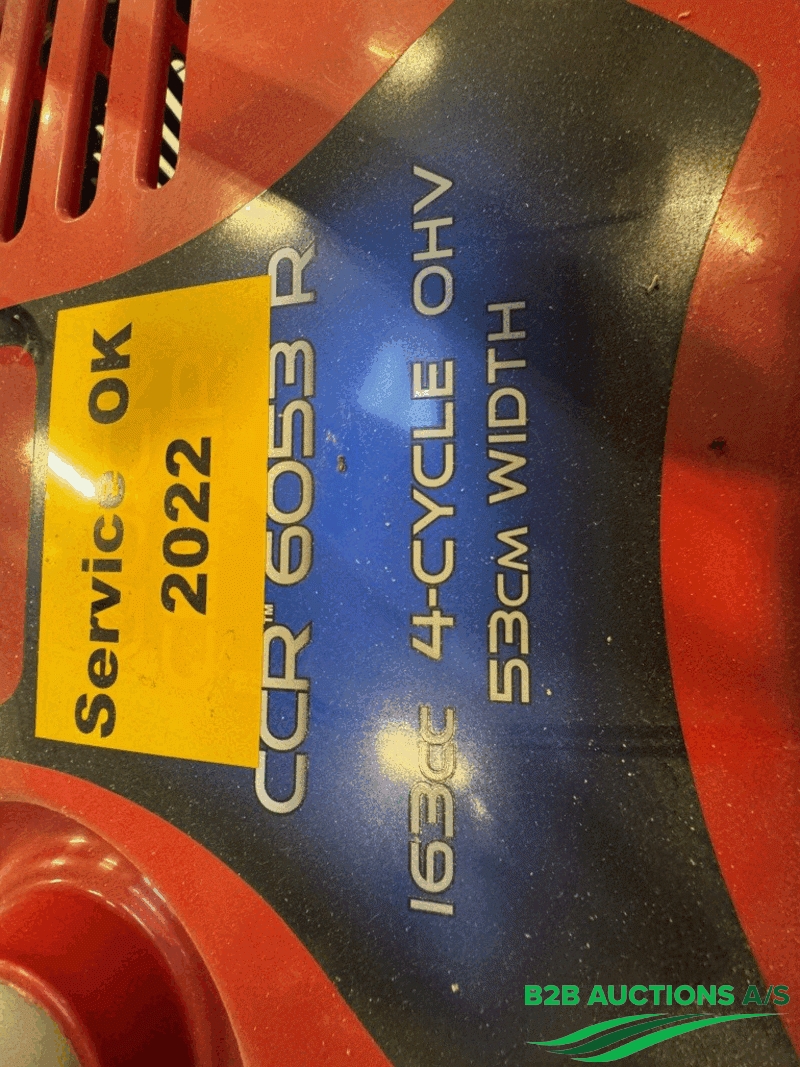 Service OK
2022
CCR™ 6053 R
163cc 4-CYCLE OHV
53CM WIDTH
B2B AUCTIONS A/S